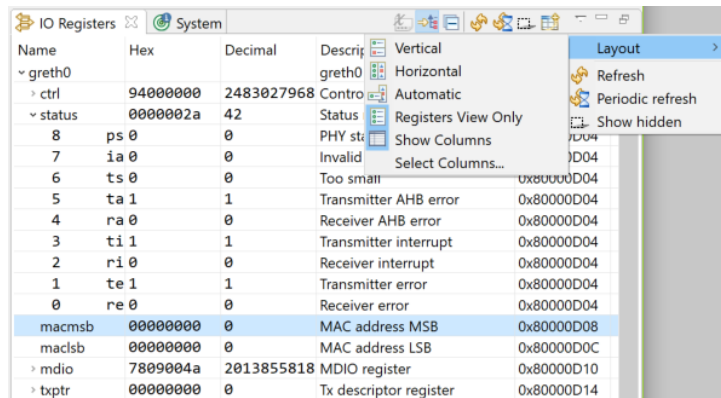 IO Registers System
Name Hex Decimal Descrip
greth0 greth0
ctrl 94000000 2483027968 Contro
status 0000002a 42 Status
8 ps 0 0 PHY sta 0x80000D04
7 ia 0 0 Invalid
6 ts 0 0 Too small 0x80000D04
5 ta 1 1 Transmitter AHB error 0x80000D04
4 ra 0 0 Receiver AHB error 0x80000D04
3 ti 1 1 Transmitter interrupt 0x80000D04
2 ri 0 0 Receiver interrupt 0x80000D04
1 te 1 1 Transmitter error 0x80000D04
0 re 0 0 Receiver error 0x80000D04
macmsb 00000000 0 MAC address MSB 0x80000D08
maclsb 00000000 0 MAC address LSB 0x80000D0C
mdio 7809004a 2013855818 MDIO register 0x80000D10
txptr 00000000 0 Tx descriptor register 0x80000D14
Vertical
Horizontal
Automatic
Registers View Only
Show Columns
Select Columns...
Layout
Refresh
Periodic refresh
Show hidden